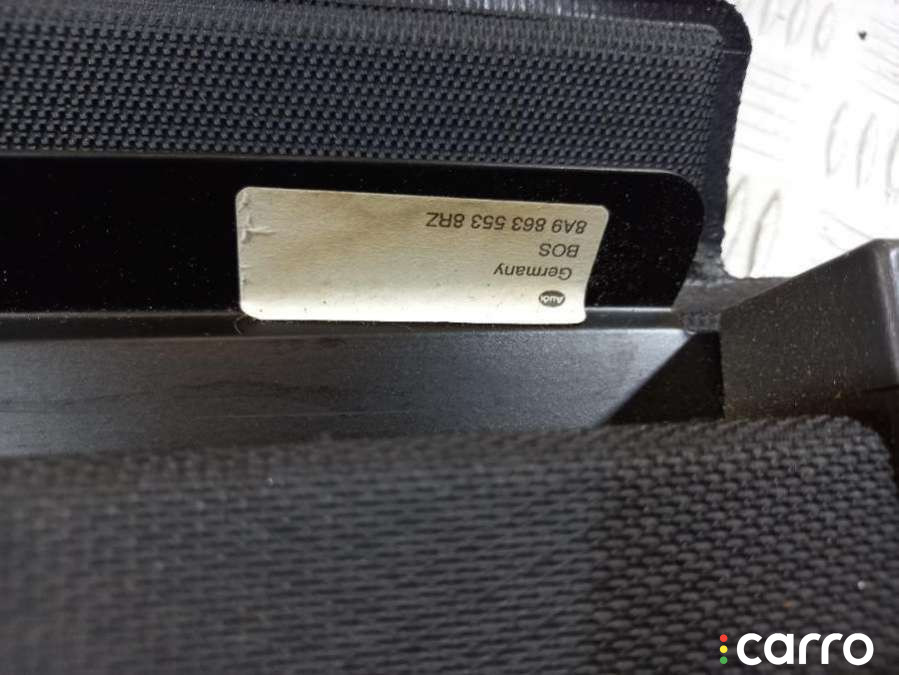 Audi
Germany
BOS
8A9 863 553 8RZ
carro